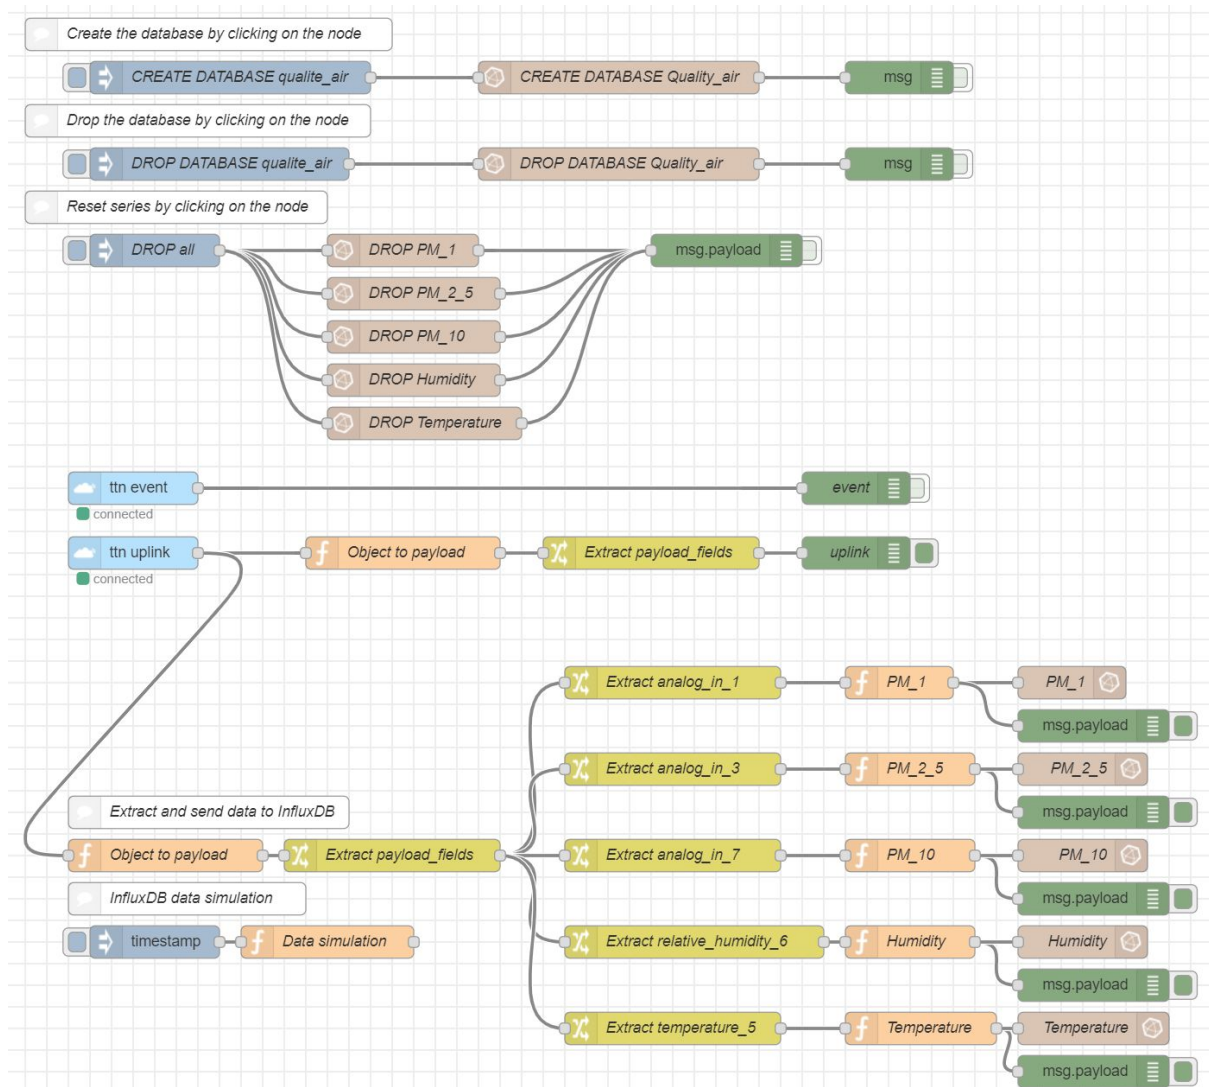 Create the database by clicking on the node
CREATE DATABASE qualite_air
CREATE DATABASE Quality_air
msg
Drop the database by clicking on the node
DROP DATABASE qualite_air
DROP DATABASE Quality_air
msg
Reset series by clicking on the node
DROP all
DROP PM_1
msg.payload
DROP PM_2_5
DROP PM_10
DROP Humidity
DROP Temperature
ttn event
event
connected
ttn uplink
Object to payload
Extract payload_fields
uplink
connected
Extract analog_in_1
PM_1
PM_1
msg.payload
Extract analog_in_3
PM_2_5
PM_2_5
msg.payload
Extract and send data to InfluxDB
Object to payload
Extract payload_fields
Extract analog_in_7
PM_10
PM_10
msg.payload
InfluxDB data simulation
timestamp
Data simulation
Extract relative_humidity_6
Humidity
Humidity
msg.payload
Extract temperature_5
Temperature
Temperature
msg.payload